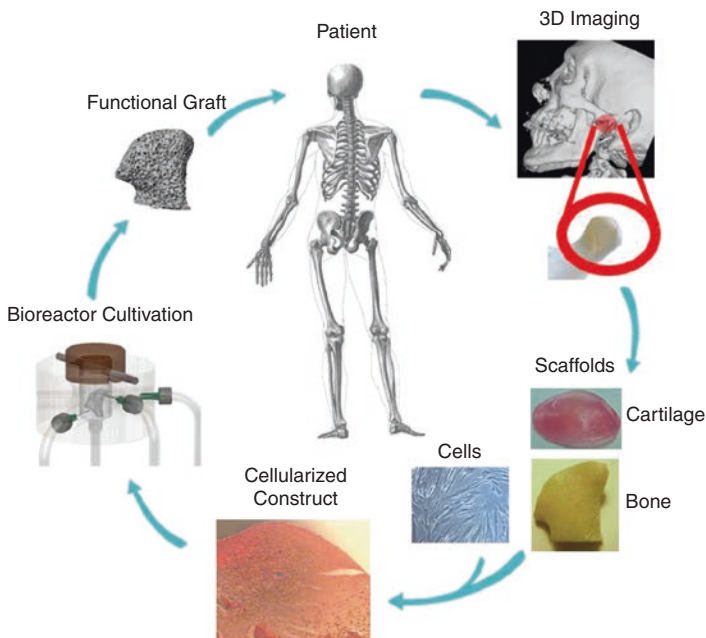 Patient
3D Imaging
Functional Graft
Bioreactor Cultivation
Scaffolds
Cartilage
Cells
Bone
Cellularized
Construct